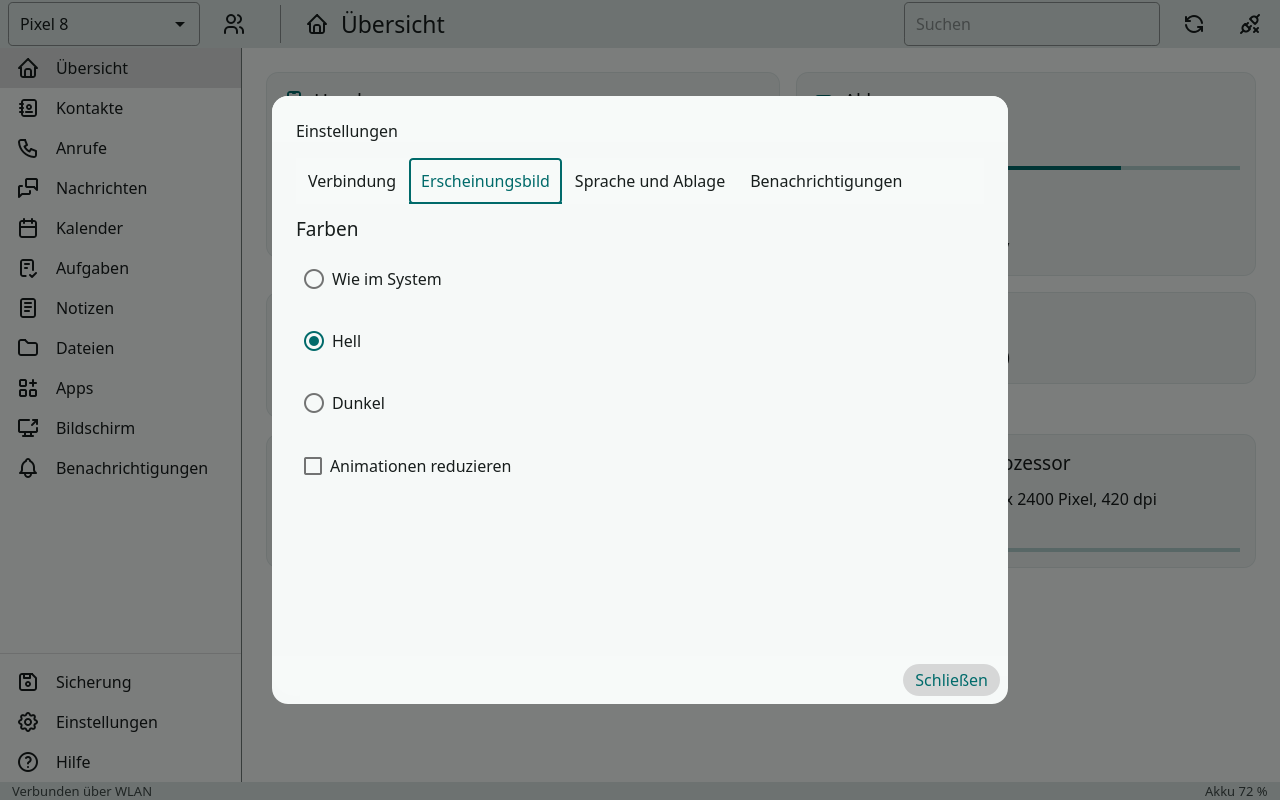 Pixel 8
Übersicht
Suchen
Übersicht
Kontakte
Anrufe
Nachrichten
Kalender
Aufgaben
Notizen
Dateien
Apps
Bildschirm
Benachrichtigungen
Sicherung
Einstellungen
Hilfe
Einstellungen
Verbindung
Erscheinungsbild
Sprache und Ablage
Benachrichtigungen
Farben
Wie im System
Hell
Dunkel
Animationen reduzieren
Schließen
x 2400 Pixel, 420 dpi
Verbunden über WLAN
Akku 72 %